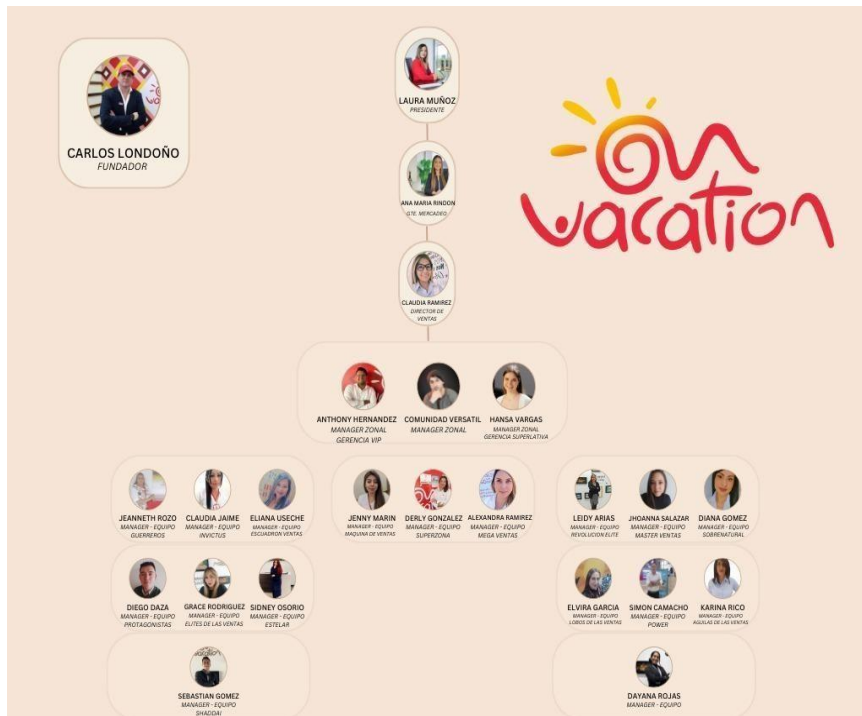 CARLOS LONDOÑO
FUNDADOR
LAURA MUÑOZ
PRESIDENTE
ANA MARIA RINDON
GTE. MERCADEO
CLAUDIA RAMIREZ
DIRECTOR DE
VENTAS
on
vacation
ANTHONY HERNANDEZ
MANAGER ZONAL
GERENCIA VIP
COMUNIDAD VERSATIL
MANAGER ZONAL
HANSA VARGAS
MANAGER ZONAL
GERENCIA SUPERLATIVA
JEANNETH ROZO
MANAGER - EQUIPO
GUERREROS
CLAUDIA JAIME
MANAGER - EQUIPO
INVICTUS
ELIANA USECHE
MANAGER - EQUIPO
ESCUADRON VENTAS
JENNY MARIN
MANAGER - EQUIPO
MAQUINA DE VENTAS
DERLY GONZALEZ
MANAGER - EQUIPO
SUPERZONA
ALEXANDRA RAMIREZ
MANAGER - EQUIPO
MEGA VENTAS
LEIDY ARIAS
MANAGER - EQUIPO
REVOLUCION ELITE
JHOANNA SALAZAR
MANAGER - EQUIPO
MASTER VENTAS
DIANA GOMEZ
MANAGER - EQUIPO
SOBRENATURAL
DIEGO DAZA
MANAGER - EQUIPO
PROTAGONISTAS
GRACE RODRIGUEZ
MANAGER - EQUIPO
ELITES DE LAS VENTAS
SIDNEY OSORIO
MANAGER - EQUIPO
ESTELAR
ELVIRA GARCIA
MANAGER - EQUIPO
LOBOS DE LAS VENTAS
SIMON CAMACHO
MANAGER - EQUIPO
POWER
KARINA RICO
MANAGER - EQUIPO
AGUILAS DE LAS VENTAS
SEBASTIAN GOMEZ
MANAGER - EQUIPO
SHADDAI
DAYANA ROJAS
MANAGER - EQUIPO